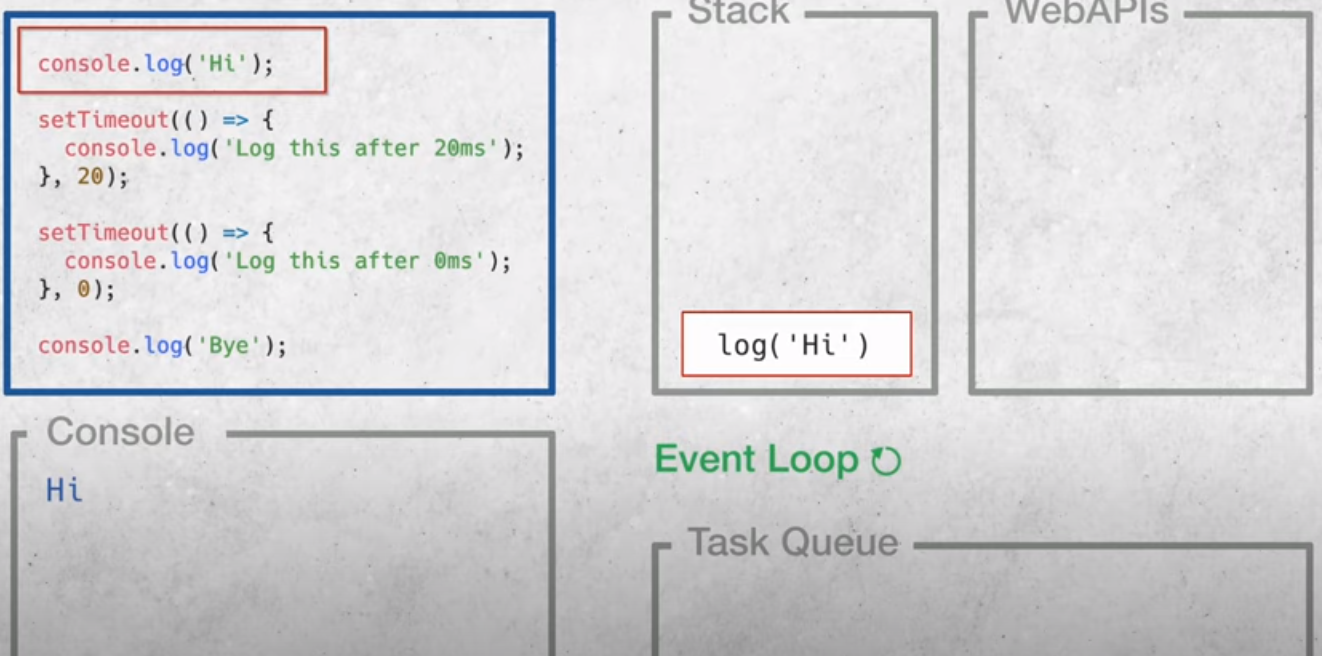 console.log('Hi');
setTimeout(() => {
  console.log('Log this after 20ms');
}, 20);
setTimeout(() => {
  console.log('Log this after 0ms');
}, 0);
console.log('Bye');
Stack
log('Hi')
WebAPIs
Console
Hi
Event Loop
Task Queue